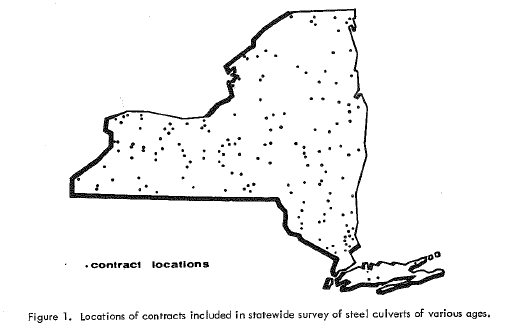 .contract locations
Figure 1. Locations of contracts included in statewide survey of steel culverts of various ages.